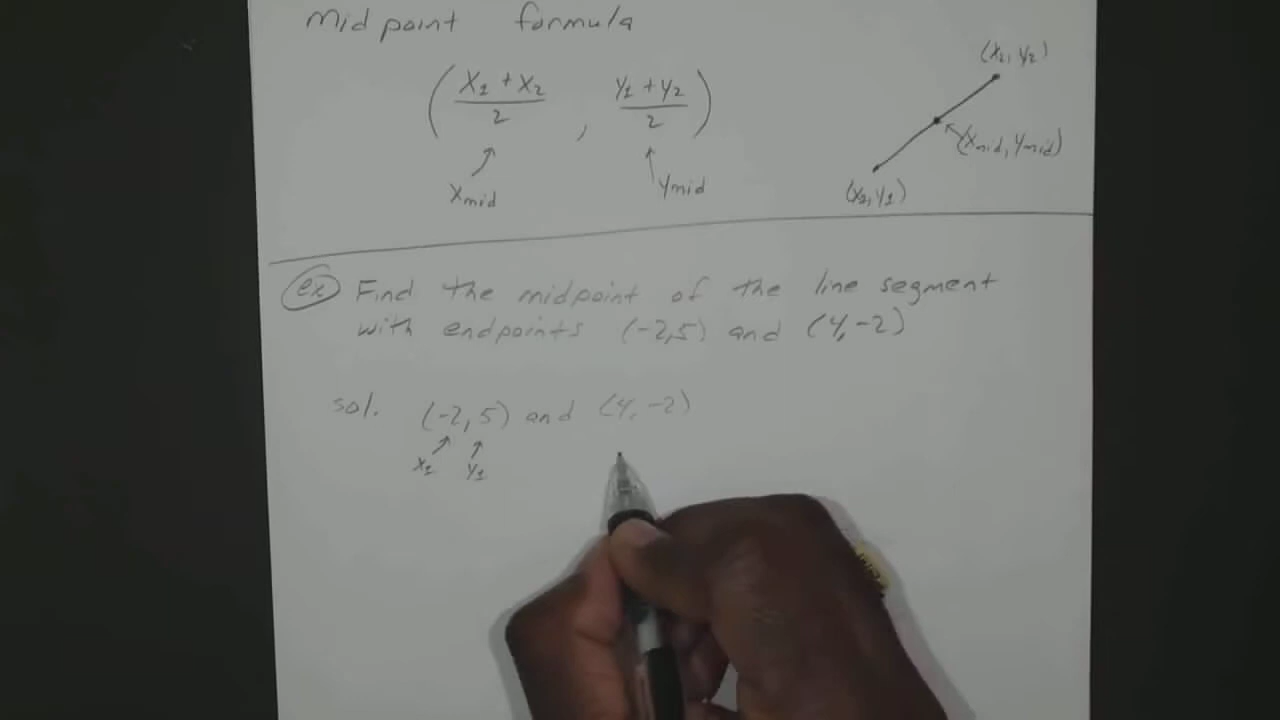 Midpoint formula
(X1 + X2 / 2 , Y1 + Y2 / 2)
Xmid Ymid
(X2, Y2)
(Xmid, Ymid)
(X1, Y1)
ex Find the midpoint of the line segment
with endpoints (-2,5) and (4,-2)
sol. (-2,5) and (4,-2)
X1 Y1